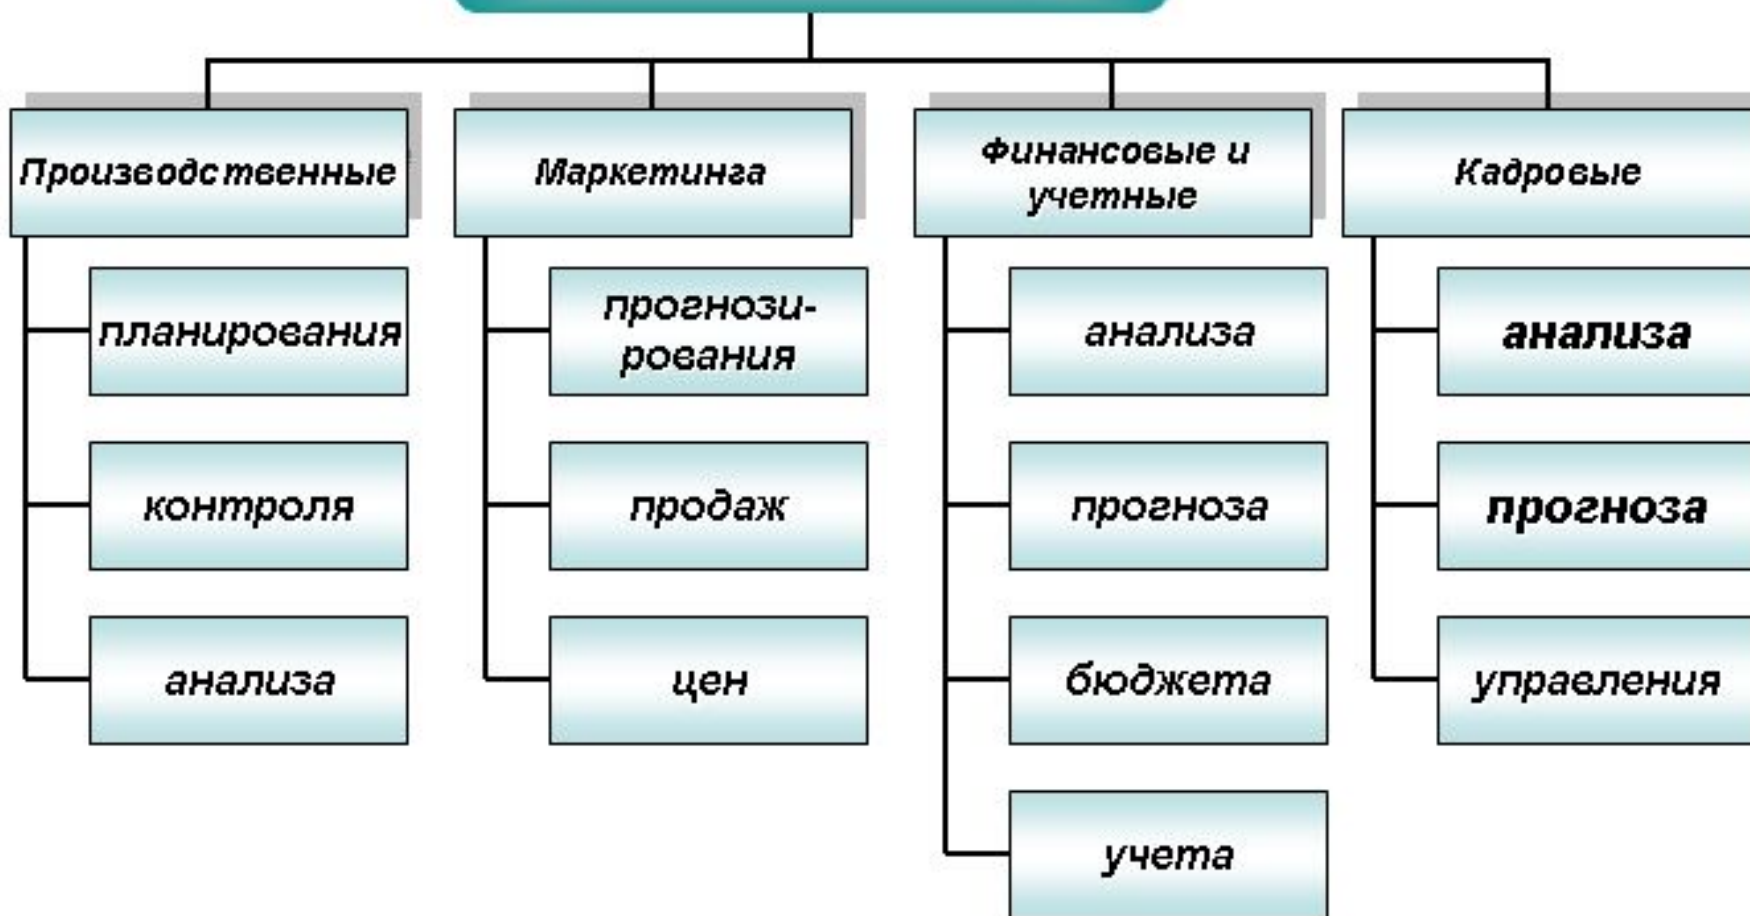 Производственные
Маркетинга
Финансовые и
учетные
Кадровые
планирования
контроля
анализа
прогнози-
рования
продаж
цен
анализа
прогноза
бюджета
учета
анализа
прогноза
управления